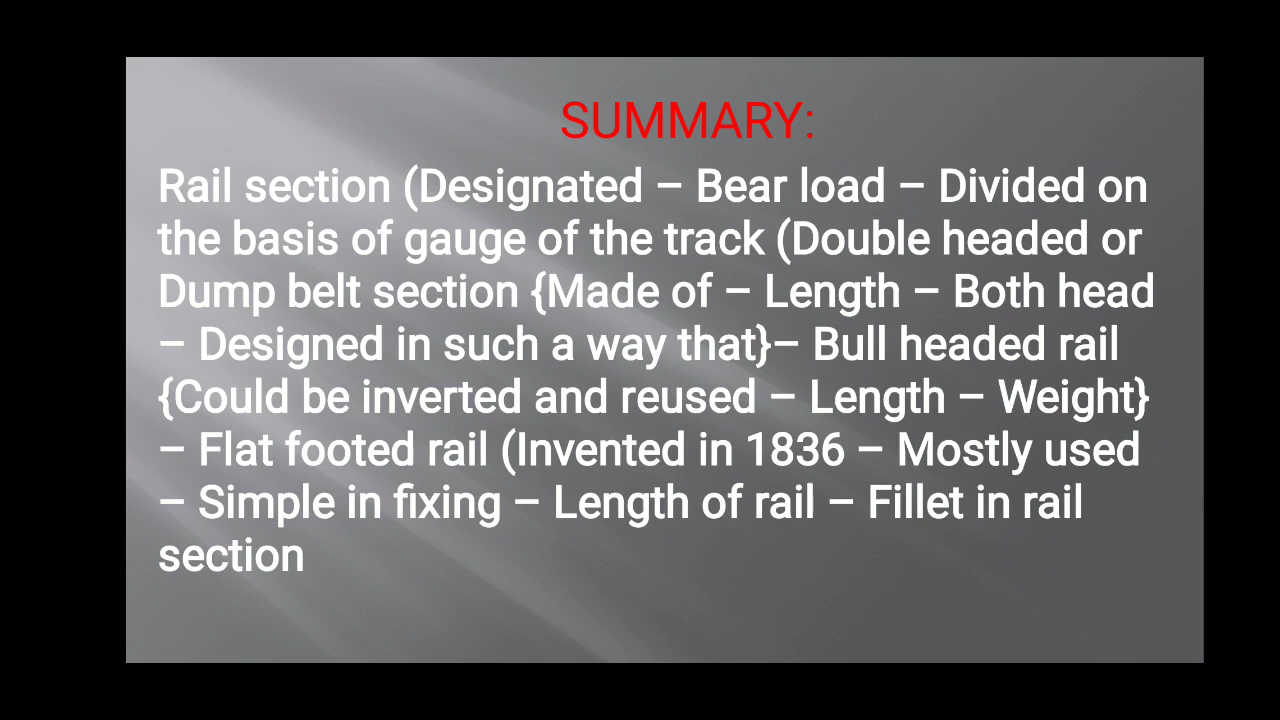 SUMMARY:
Rail section (Designated – Bear load – Divided on
the basis of gauge of the track (Double headed or
Dump belt section {Made of – Length – Both head
– Designed in such a way that}– Bull headed rail
{Could be inverted and reused – Length – Weight}
– Flat footed rail (Invented in 1836 – Mostly used
– Simple in fixing – Length of rail – Fillet in rail
section